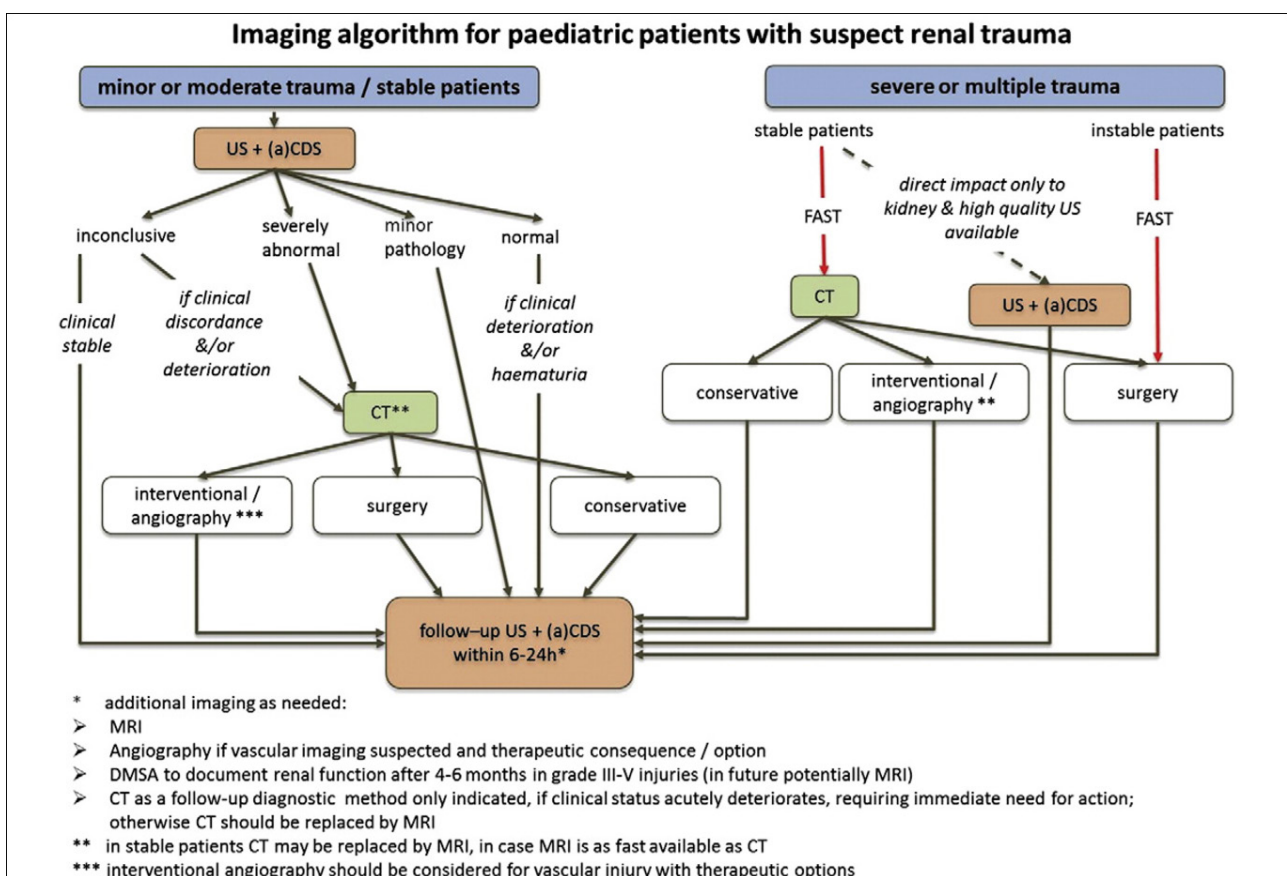 Imaging algorithm for paediatric patients with suspect renal trauma
minor or moderate trauma / stable patients
US + (a)CDS
inconclusive
severely
abnormal
minor
pathology
normal
clinical
stable
if clinical
discordance
&/or
deterioration
if clinical
deterioration
&/or
haematuria
CT**
interventional /
angiography ***
surgery
conservative
severe or multiple trauma
stable patients
instable patients
direct impact only to
kidney & high quality US
available
FAST
FAST
CT
US + (a)CDS
conservative
interventional /
angiography **
surgery
follow–up US + (a)CDS
within 6-24h*
* additional imaging as needed:
➢ MRI
➢ Angiography if vascular imaging suspected and therapeutic consequence / option
➢ DMSA to document renal function after 4-6 months in grade III-V injuries (in future potentially MRI)
➢ CT as a follow-up diagnostic method only indicated, if clinical status acutely deteriorates, requiring immediate need for action;
otherwise CT should be replaced by MRI
** in stable patients CT may be replaced by MRI, in case MRI is as fast available as CT
*** interventional angiography should be considered for vascular injury with therapeutic options